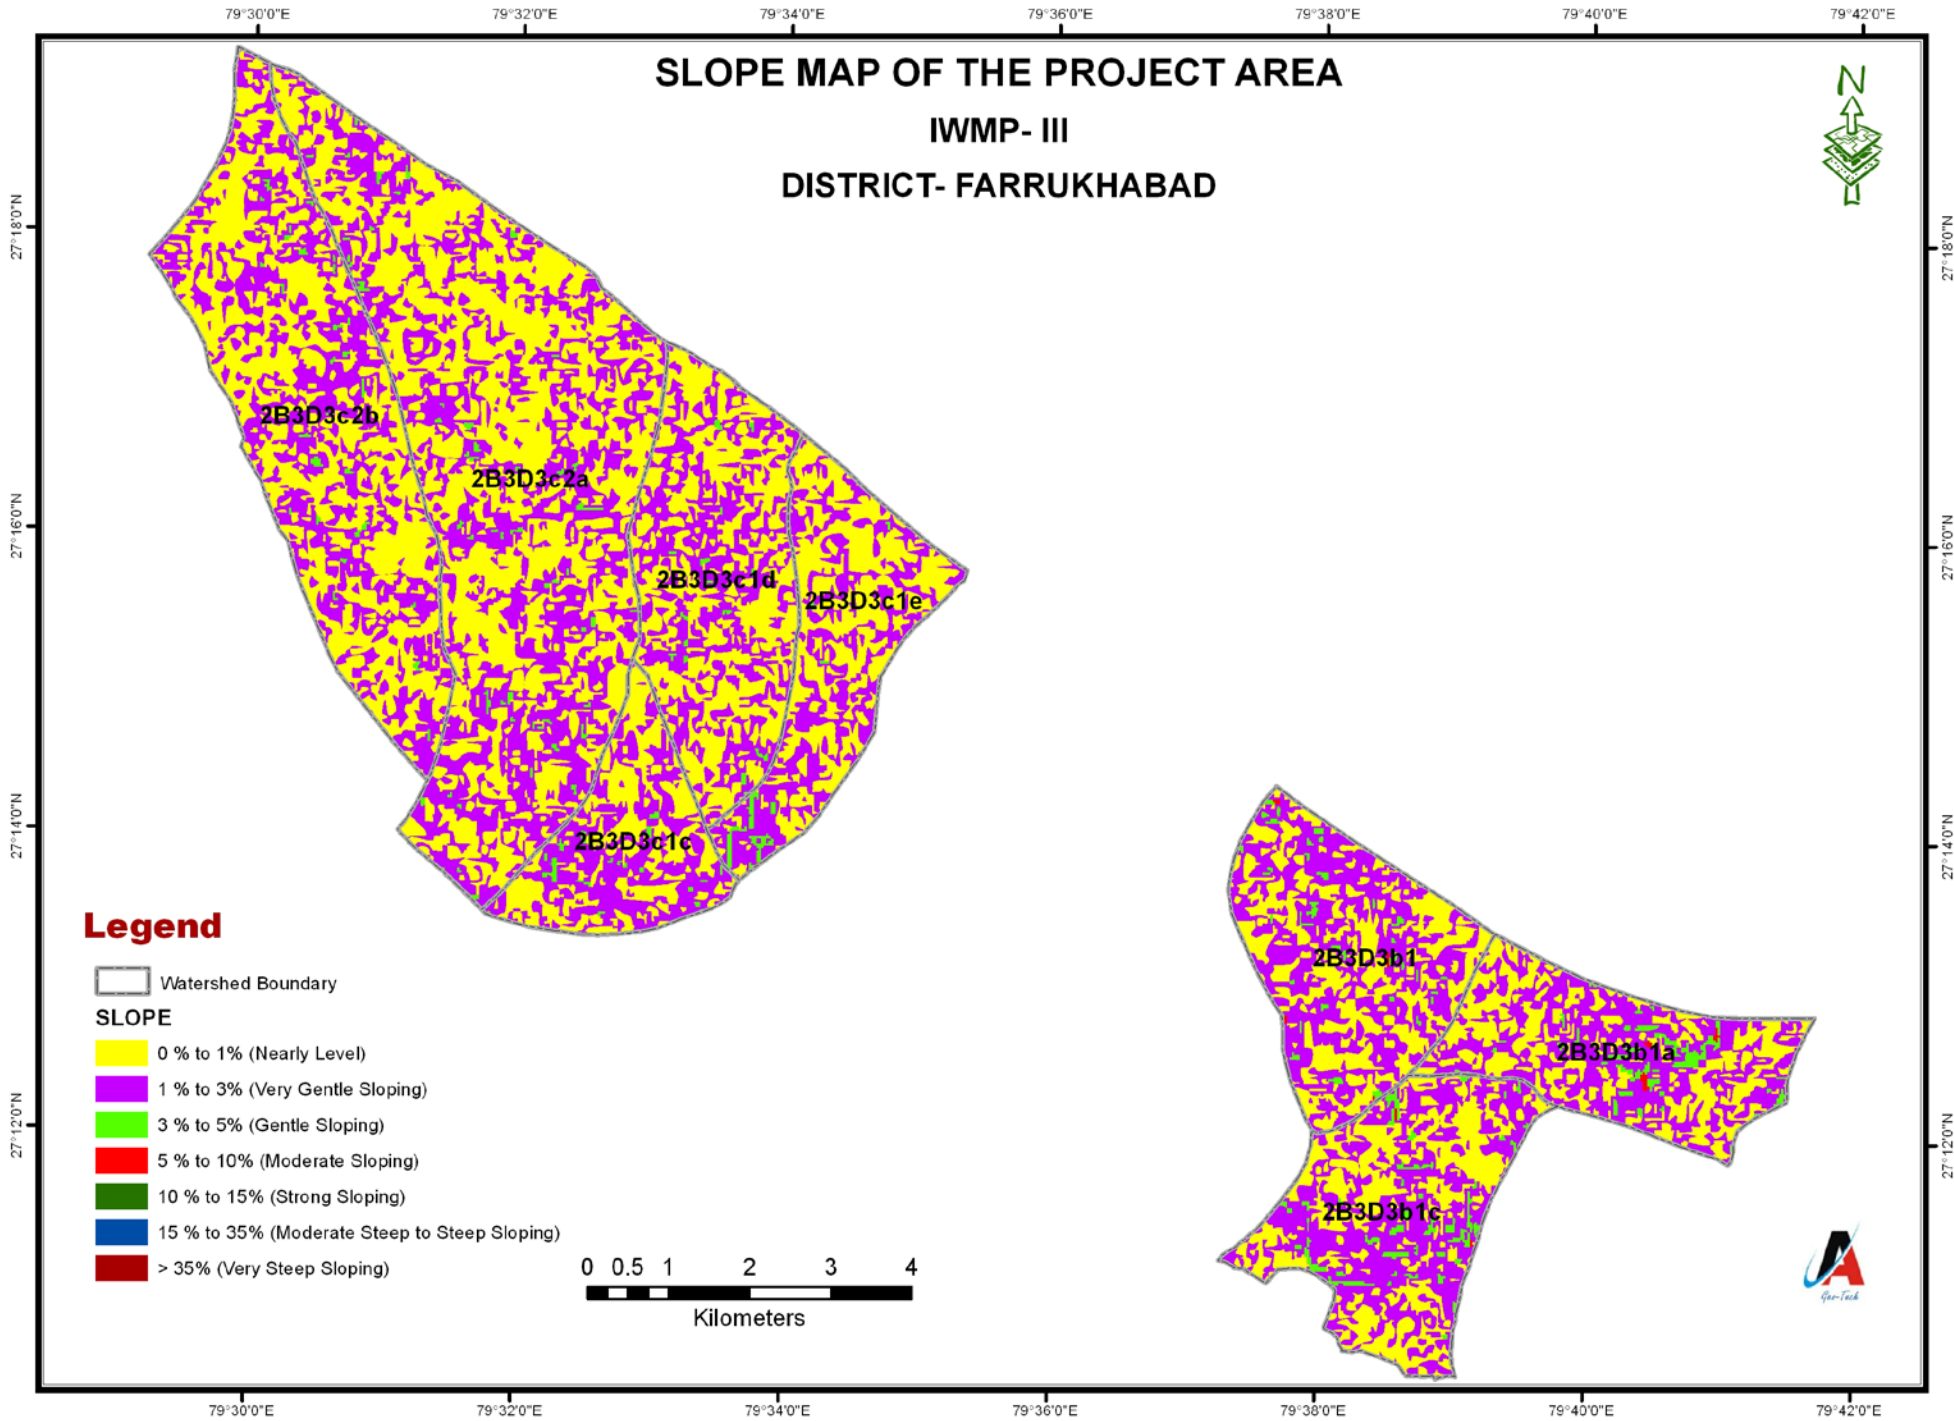 79°30'0"E 79°32'0"E 79°34'0"E 79°36'0"E 79°38'0"E 79°40'0"E 79°42'0"E
SLOPE MAP OF THE PROJECT AREA
IWMP- III
DISTRICT- FARRUKHABAD
N
27°18'0"N
27°18'0"N
2B3D3c2b
2B3D3c2a
27°16'0"N
27°16'0"N
2B3D3c1d
2B3D3c1e
27°14'0"N
27°14'0"N
2B3D3c1c
2B3D3b1
2B3D3b1a
27°12'0"N
27°12'0"N
2B3D3b1c
Legend
Watershed Boundary
SLOPE
0 % to 1% (Nearly Level)
1 % to 3% (Very Gentle Sloping)
3 % to 5% (Gentle Sloping)
5 % to 10% (Moderate Sloping)
10 % to 15% (Strong Sloping)
15 % to 35% (Moderate Steep to Steep Sloping)
> 35% (Very Steep Sloping)
0 0.5 1 2 3 4
Kilometers
Geo-Tech
79°30'0"E 79°32'0"E 79°34'0"E 79°36'0"E 79°38'0"E 79°40'0"E 79°42'0"E